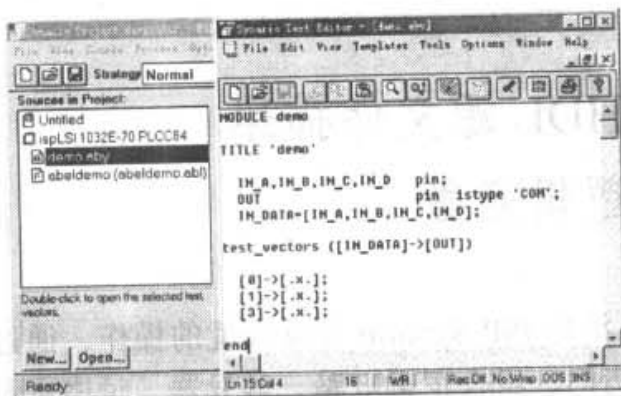 File
Strategy Normal
Sources in Project:
Untitled
ispLSI 1032E-70 PLCC84
demo.abv
abeldemo (abeldemo.abl)
Double-click to open the selected test
vectors.
New... Open...
Ready
Synario Text Editor - [demo.abv]
File Edit View Templates Tools Options Window Help
MODULE demo
TITLE 'demo'
IN_A,IN_B,IN_C,IN_D pin;
OUT pin istype 'COM';
IN_DATA=[IN_A,IN_B,IN_C,IN_D];
test_vectors ([IN_DATA]->[OUT])
[0]->[.x.];
[1]->[.x.];
[3]->[.x.];
end
Ln 15 Col 4 16 WR Rec Off No Wrap DOS INS